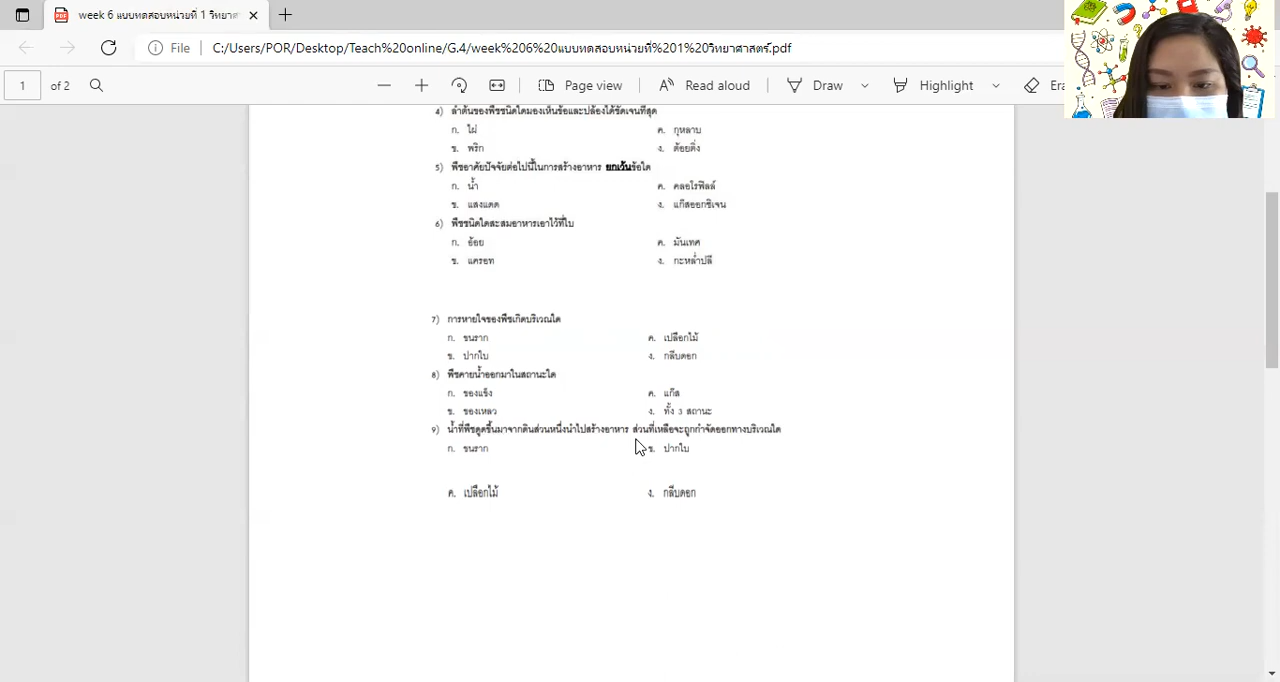 week 6 แบบทดสอบหน่วยที่ 1 วิทยาศ
File C:/Users/POR/Desktop/Teach%20online/G.4/week%206%20แบบทดสอบหน่วยที่%201%20วิทยาศาสตร์.pdf
1 of 2 Page view Read aloud Draw Highlight Era
4) ลำต้นของพืชชนิดใดมองเห็นข้อและปล้องได้ชัดเจนที่สุด
ก. ไผ่ ค. กุหลาบ
ข. พริก ง. ต้อยติ่ง
5) พืชอาศัยปัจจัยต่อไปนี้ในการสร้างอาหาร ยกเว้นข้อใด
ก. น้ำ ค. คลอโรฟิลล์
ข. แสงแดด ง. แก๊สออกซิเจน
6) พืชชนิดใดสะสมอาหารเอาไว้ที่ใบ
ก. อ้อย ค. มันเทศ
ข. แครอท ง. กะหล่ำปลี
7) การหายใจของพืชเกิดบริเวณใด
ก. ขนราก ค. เปลือกไม้
ข. ปากใบ ง. กลีบดอก
8) พืชคายน้ำออกมาในสถานะใด
ก. ของแข็ง ค. แก๊ส
ข. ของเหลว ง. ทั้ง 3 สถานะ
9) น้ำที่พืชดูดขึ้นมาจากดินส่วนหนึ่งนำไปสร้างอาหาร ส่วนที่เหลือจะถูกกำจัดออกทางบริเวณใด
ก. ขนราก ข. ปากใบ
ค. เปลือกไม้ ง. กลีบดอก